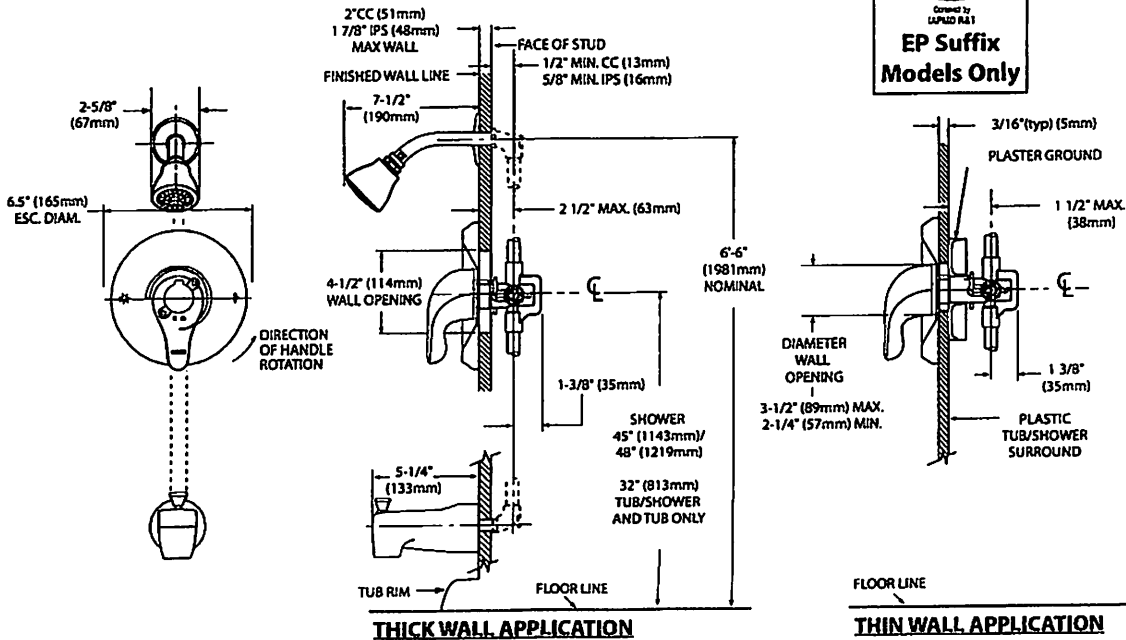 2"CC (51mm)
1 7/8" IPS (48mm)
MAX WALL
FACE OF STUD
1/2" MIN. CC (13mm)
5/8" MIN. IPS (16mm)
FINISHED WALL LINE
7-1/2"
(190mm)
2-5/8"
(67mm)
6.5" (165mm)
ESC. DIAM.
2 1/2" MAX. (63mm)
4-1/2" (114mm)
WALL OPENING
6'-6"
(1981mm)
NOMINAL
CL
DIRECTION
OF HANDLE
ROTATION
1-3/8" (35mm)
SHOWER
45" (1143mm)/
48" (1219mm)
32" (813mm)
TUB/SHOWER
AND TUB ONLY
5-1/4"
(133mm)
TUB RIM
FLOOR LINE
THICK WALL APPLICATION
EP Suffix
Models Only
3/16"(typ) (5mm)
PLASTER GROUND
1 1/2" MAX.
(38mm)
CL
DIAMETER
WALL
OPENING
3-1/2" (89mm) MAX.
2-1/4" (57mm) MIN.
1 3/8"
(35mm)
PLASTIC
TUB/SHOWER
SURROUND
FLOOR LINE
THIN WALL APPLICATION